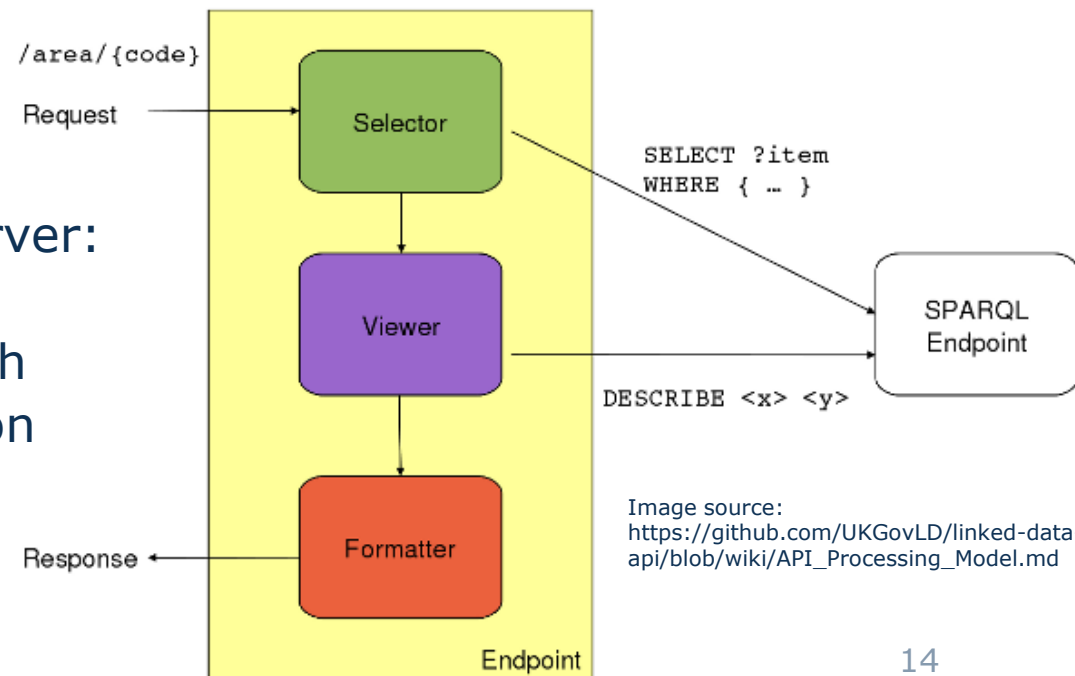 /area/{code}
Request
Selector
SELECT ?item
WHERE { … }
rver:
Viewer
SPARQL
Endpoint
h
DESCRIBE <x> <y>
on
Image source:
https://github.com/UKGovLD/linked-data
api/blob/wiki/API_Processing_Model.md
Formatter
Response
Endpoint
14